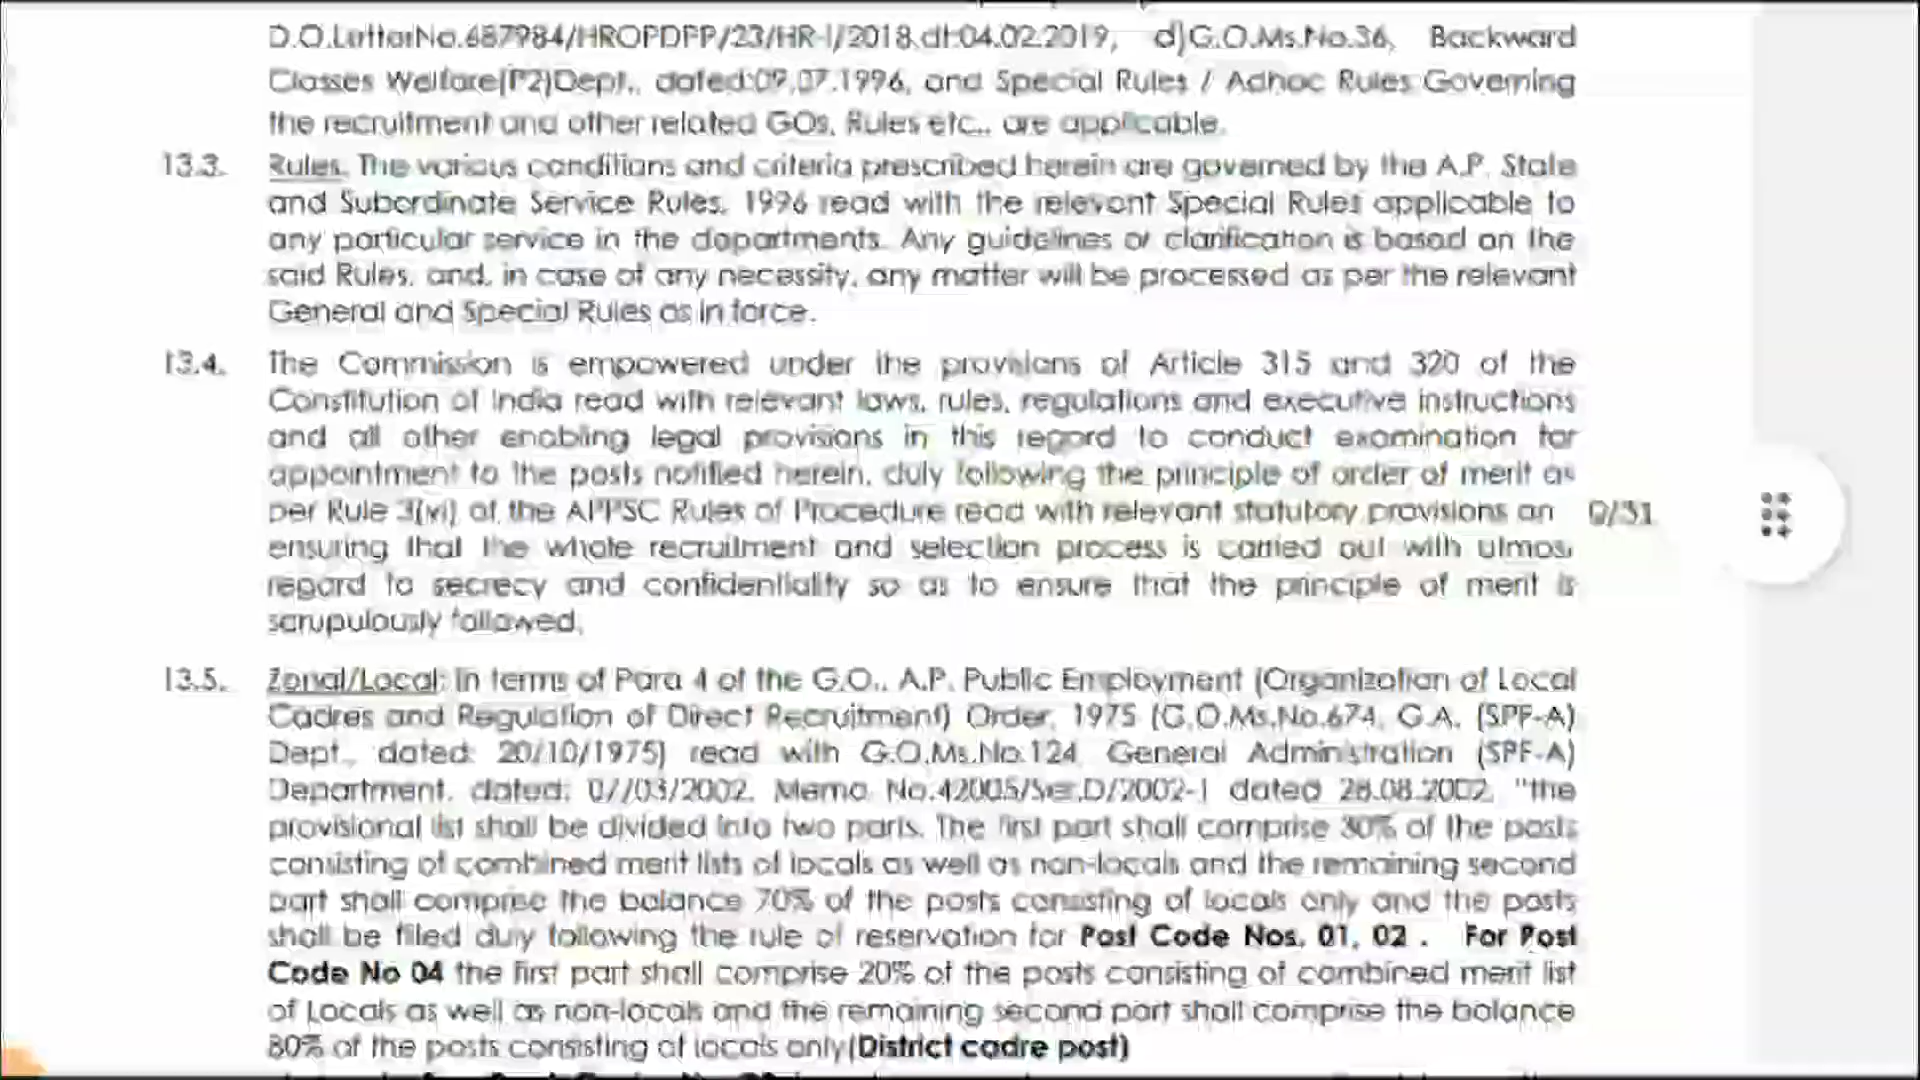 D.O.LetterNo.687984/HROPDPP/23/HR-I/2018,dt:04.02.2019, d)G.O.Ms.No.36, Backward
Classes Welfare(P2)Dept., dated:09.07.1996, and Special Rules / Adhoc Rules Governing
the recruitment and other related GOs, Rules etc., are applicable.
13.3. Rules. The various conditions and criteria prescribed herein are governed by the A.P. State
and Subordinate Service Rules, 1996 read with the relevant Special Rules applicable to
any particular service in the departments. Any guidelines or clarification is based on the
said Rules, and, in case of any necessity, any matter will be processed as per the relevant
General and Special Rules as in force.
13.4. The Commission is empowered under the provisions of Article 315 and 320 of the
Constitution of India read with relevant laws, rules, regulations and executive instructions
and all other enabling legal provisions in this regard to conduct examination for
appointment to the posts notified herein, duly following the principle of order of merit as
per Rule 3(vi) of the APPSC Rules of Procedure read with relevant statutory provisions an
ensuring that the whole recruitment and selection process is carried out with utmos
regard to secrecy and confidentiality so as to ensure that the principle of merit is
scrupulously followed.
13.5. Zonal/Local: In terms of Para 4 of the G.O., A.P. Public Employment (Organization of Local
Cadres and Regulation of Direct Recruitment) Order, 1975 (G.O.Ms.No.674, G.A. (SPF-A)
Dept., dated: 20/10/1975) read with G.O.Ms.No.124, General Administration (SPF-A)
Department, dated: 07/03/2002, Memo No.42005/Ser.D/2002-1 dated 28.08.2002, "the
provisional list shall be divided into two parts. The first part shall comprise 30% of the posts
consisting of combined merit lists of locals as well as non-locals and the remaining second
part shall comprise the balance 70% of the posts consisting of locals only and the posts
shall be filled duly following the rule of reservation for Post Code Nos. 01, 02 . For Post
Code No 04 the first part shall comprise 20% of the posts consisting of combined merit list
of Locals as well as non-locals and the remaining second part shall comprise the balance
80% of the posts consisting of locals only(District cadre post)